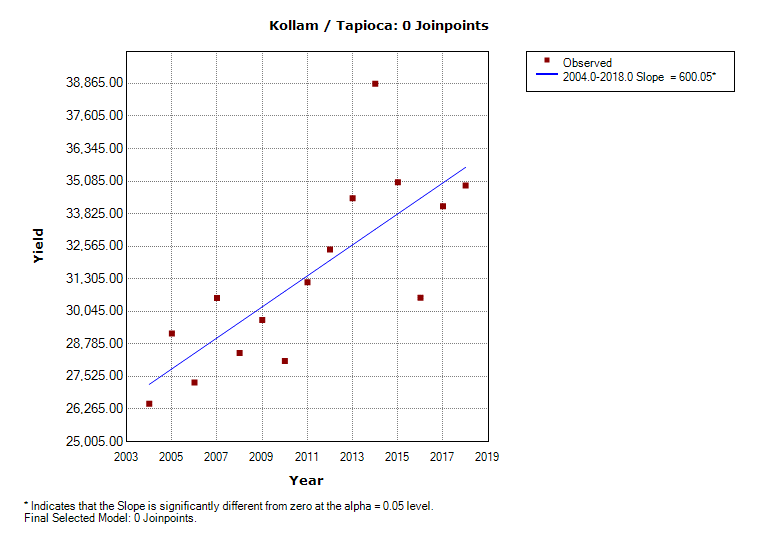 Kollam / Tapioca: 0 Joinpoints
Observed
2004.0-2018.0 Slope = 600.05*
38,865.00
37,605.00
36,345.00
35,085.00
33,825.00
32,565.00
31,305.00
30,045.00
28,785.00
27,525.00
26,265.00
25,005.00
Yield
2003 2005 2007 2009 2011 2013 2015 2017 2019
Year
* Indicates that the Slope is significantly different from zero at the alpha = 0.05 level.
Final Selected Model: 0 Joinpoints.